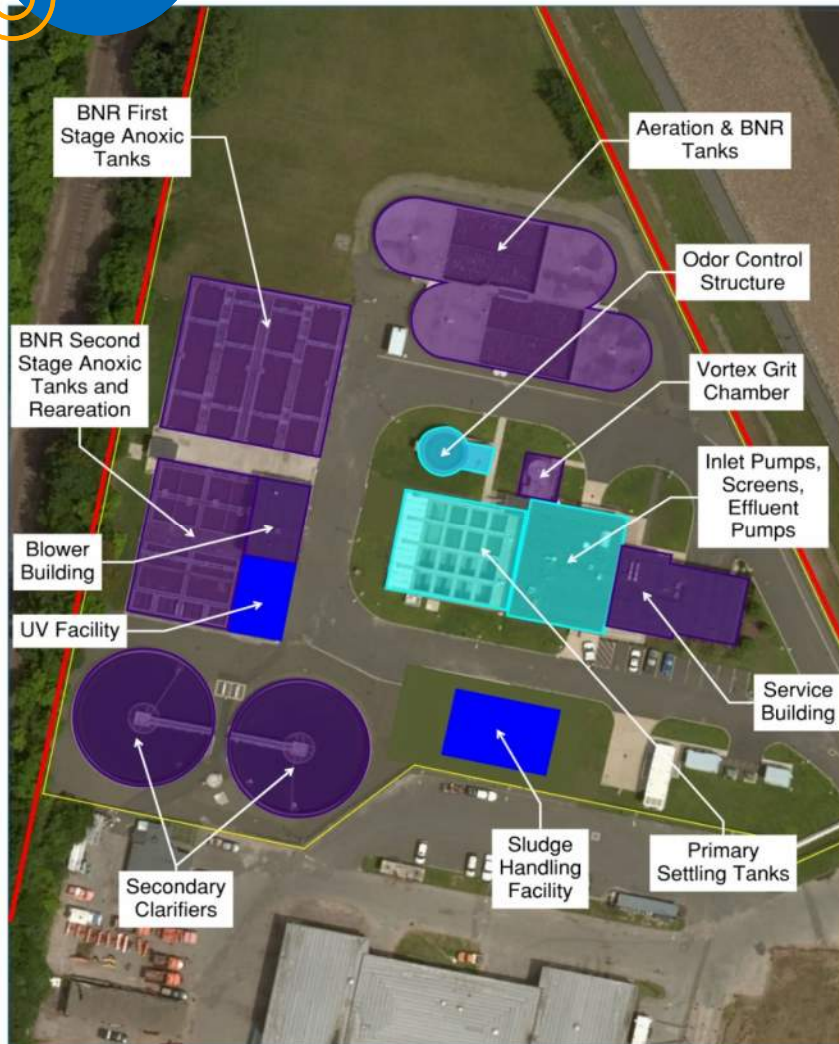 BNR First
Stage Anoxic
Tanks
Aeration & BNR
Tanks
Odor Control
Structure
BNR Second
Stage Anoxic
Tanks and
Reareation
Vortex Grit
Chamber
Inlet Pumps,
Screens,
Effluent
Pumps
Blower
Building
UV Facility
Service
Building
Sludge
Handling
Facility
Primary
Settling Tanks
Secondary
Clarifiers